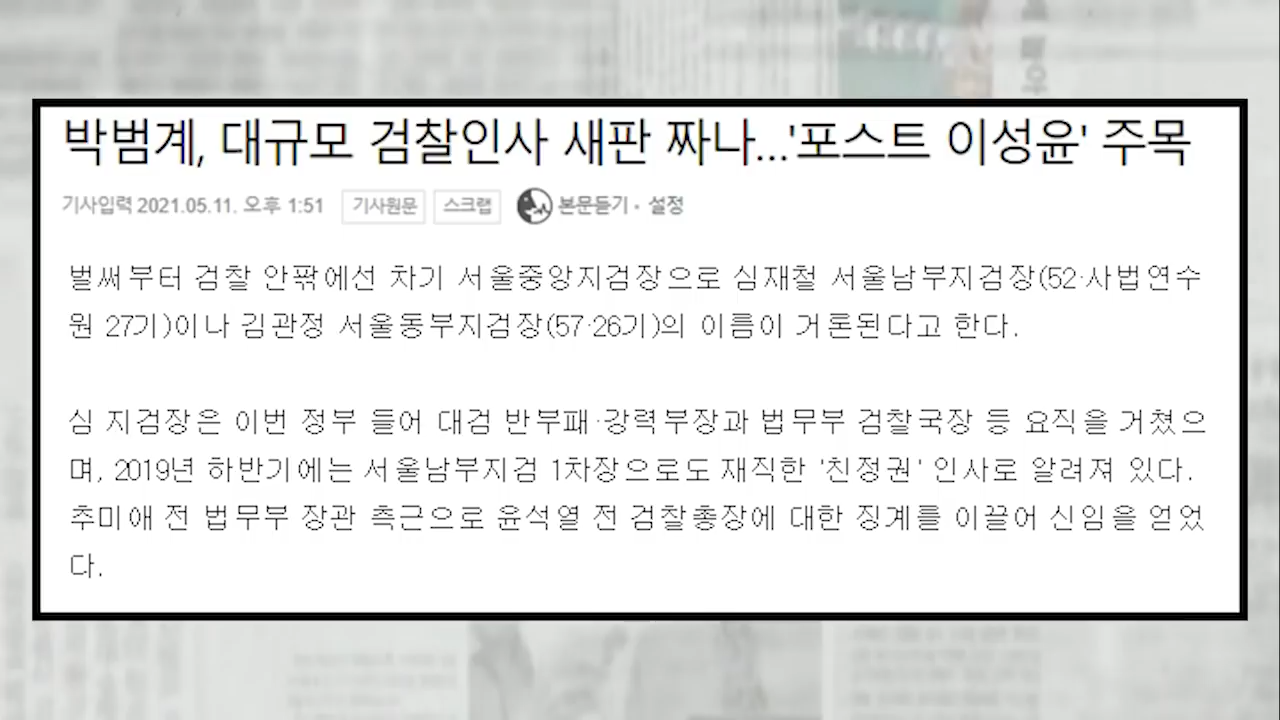 박범계, 대규모 검찰인사 새판 짜나...'포스트 이성윤' 주목
기사입력 2021.05.11. 오후 1:51 기사원문 스크랩 본문듣기 · 설정
벌써부터 검찰 안팎에선 차기 서울중앙지검장으로 심재철 서울남부지검장(52·사법연수
원 27기)이나 김관정 서울동부지검장(57·26기)의 이름이 거론된다고 한다.
심 지검장은 이번 정부 들어 대검 반부패·강력부장과 법무부 검찰국장 등 요직을 거쳤으
며, 2019년 하반기에는 서울남부지검 1차장으로도 재직한 '친정권' 인사로 알려져 있다.
추미애 전 법무부 장관 측근으로 윤석열 전 검찰총장에 대한 징계를 이끌어 신임을 얻었
다.